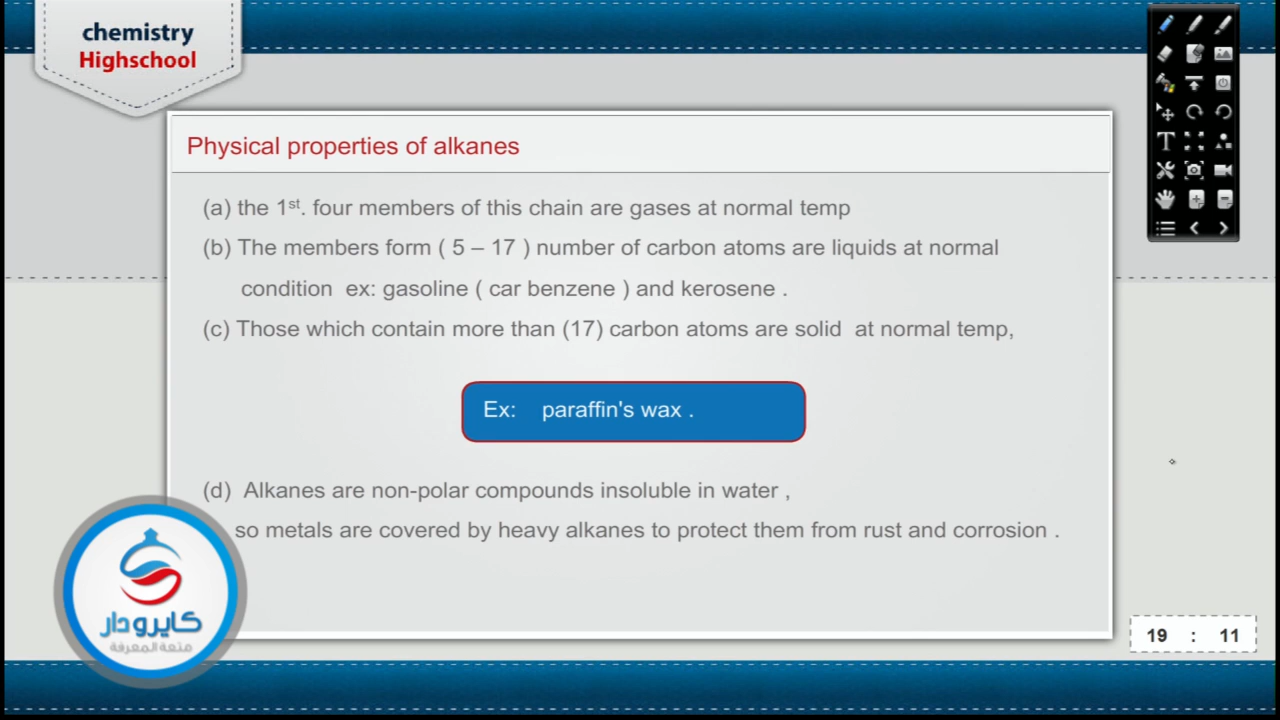 chemistry
Highschool
Physical properties of alkanes
(a) the 1st. four members of this chain are gases at normal temp
(b) The members form ( 5 – 17 ) number of carbon atoms are liquids at normal
condition ex: gasoline ( car benzene ) and kerosene .
(c) Those which contain more than (17) carbon atoms are solid at normal temp,
Ex: paraffin's wax .
(d) Alkanes are non-polar compounds insoluble in water ,
so metals are covered by heavy alkanes to protect them from rust and corrosion .
كايرودار
متعة المعرفة
19 : 11